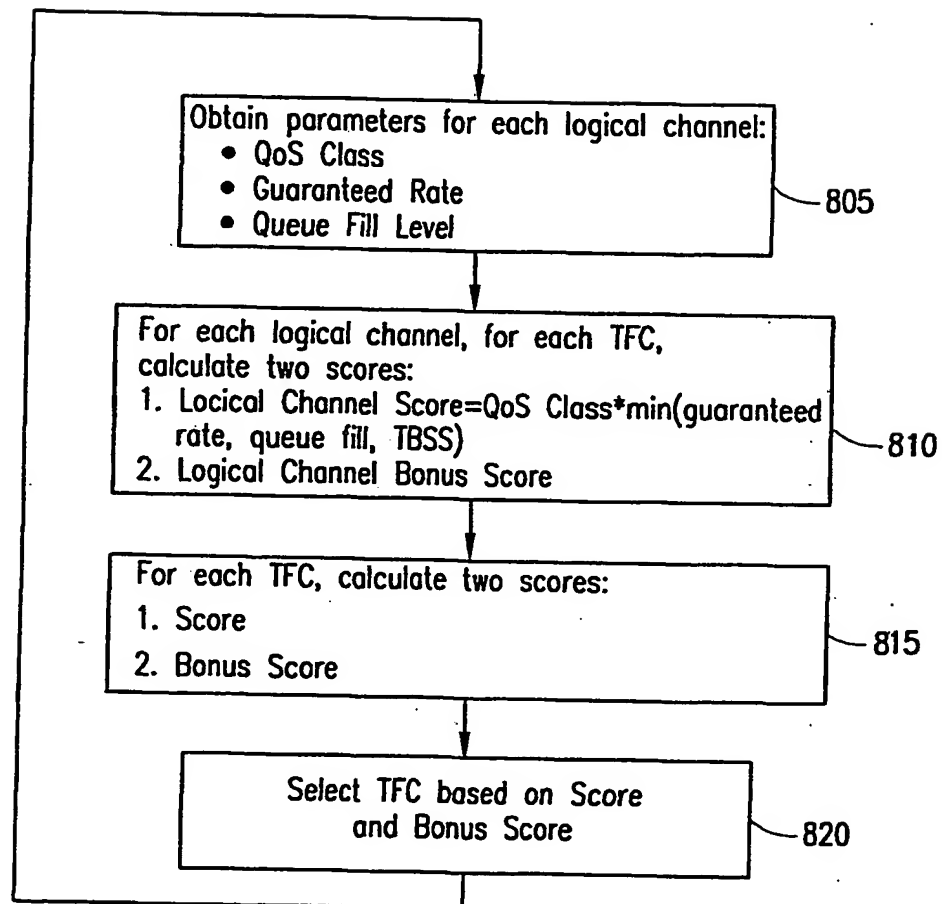 Obtain parameters for each logical channel:
• QoS Class
• Guaranteed Rate
• Queue Fill Level
805
For each logical channel, for each TFC,
calculate two scores:
1. Locical Channel Score=QoS Class*min(guaranteed
rate, queue fill, TBSS)
2. Logical Channel Bonus Score
810
For each TFC, calculate two scores:
1. Score
2. Bonus Score
815
Select TFC based on Score
and Bonus Score
820